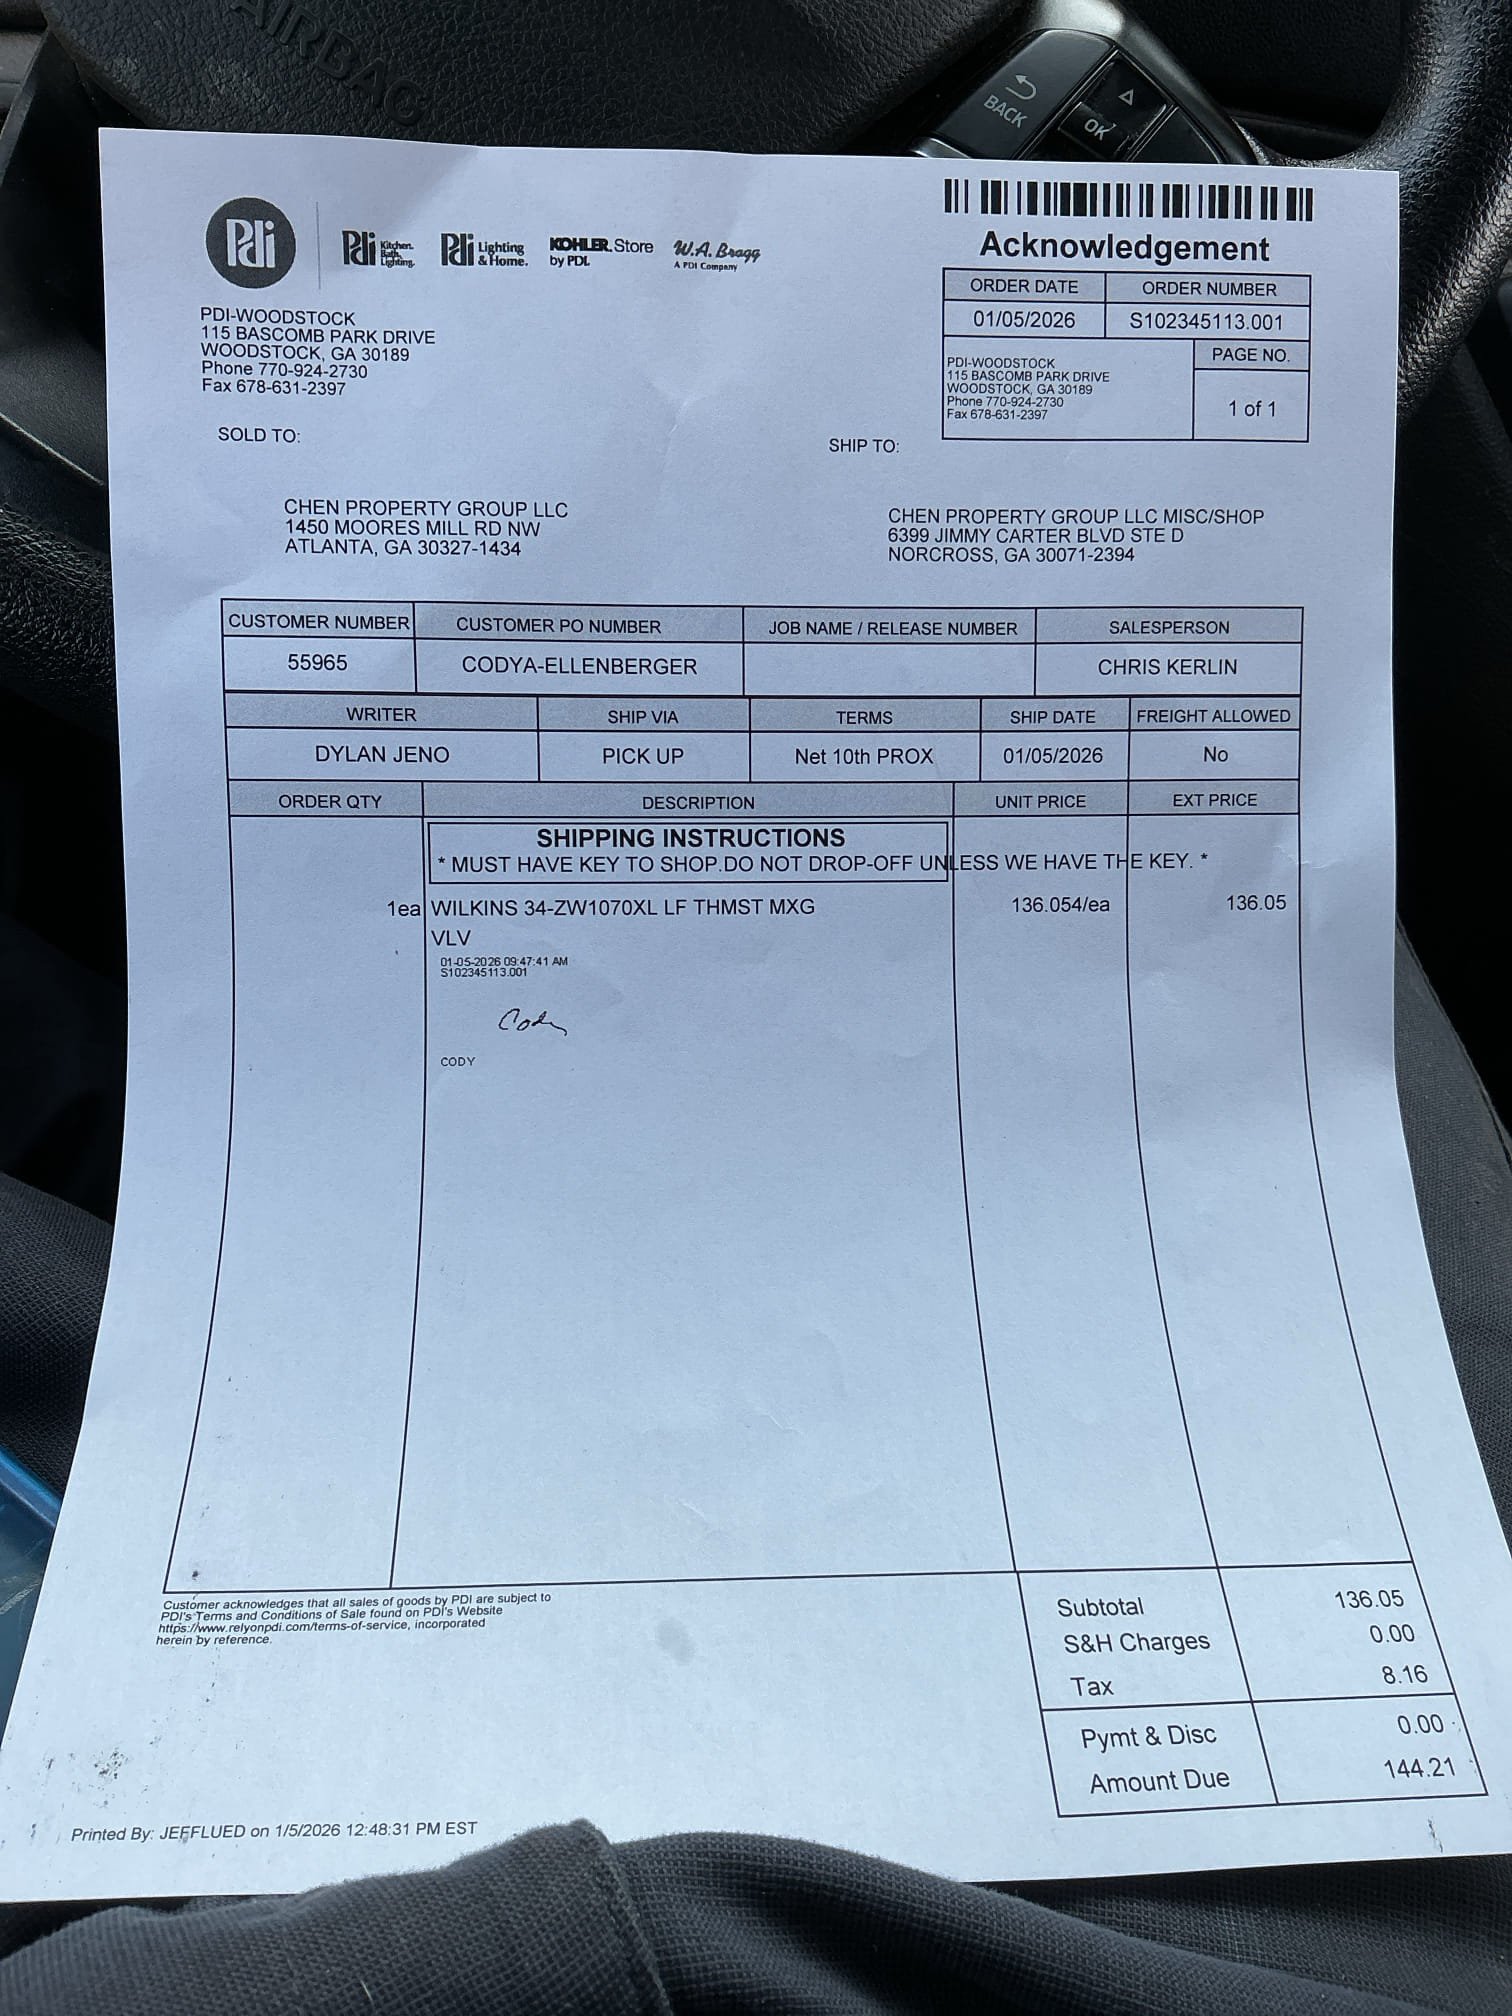 AIRBAG
BACK
OK
Pdi
Pdi Kitchen. Bath. Lighting.
Pdi Lighting & Home.
KOHLER. Store by PDI.
W.A. Bragg
A PDI Company
Acknowledgement
ORDER DATE ORDER NUMBER
01/05/2026 S102345113.001
PDI-WOODSTOCK
115 BASCOMB PARK DRIVE
WOODSTOCK, GA 30189
Phone 770-924-2730
Fax 678-631-2397
PDI-WOODSTOCK
115 BASCOMB PARK DRIVE
WOODSTOCK, GA 30189
Phone 770-924-2730
Fax 678-631-2397
PAGE NO.
1 of 1
SOLD TO:
SHIP TO:
CHEN PROPERTY GROUP LLC
1450 MOORES MILL RD NW
ATLANTA, GA 30327-1434
CHEN PROPERTY GROUP LLC MISC/SHOP
6399 JIMMY CARTER BLVD STE D
NORCROSS, GA 30071-2394
CUSTOMER NUMBER CUSTOMER PO NUMBER JOB NAME / RELEASE NUMBER SALESPERSON
55965 CODYA-ELLENBERGER CHRIS KERLIN
WRITER SHIP VIA TERMS SHIP DATE FREIGHT ALLOWED
DYLAN JENO PICK UP Net 10th PROX 01/05/2026 No
ORDER QTY DESCRIPTION UNIT PRICE EXT PRICE
SHIPPING INSTRUCTIONS
* MUST HAVE KEY TO SHOP.DO NOT DROP-OFF UNLESS WE HAVE THE KEY. *
1ea WILKINS 34-ZW1070XL LF THMST MXG 136.054/ea 136.05
VLV
01-05-2026 09:47:41 AM
S102345113.001
Cody
CODY
Customer acknowledges that all sales of goods by PDI are subject to
PDI's Terms and Conditions of Sale found on PDI's Website
https://www.relyonpdi.com/terms-of-service, incorporated
herein by reference.
Subtotal 136.05
S&H Charges 0.00
Tax 8.16
Pymt & Disc 0.00
Amount Due 144.21
Printed By: JEFFLUED on 1/5/2026 12:48:31 PM EST